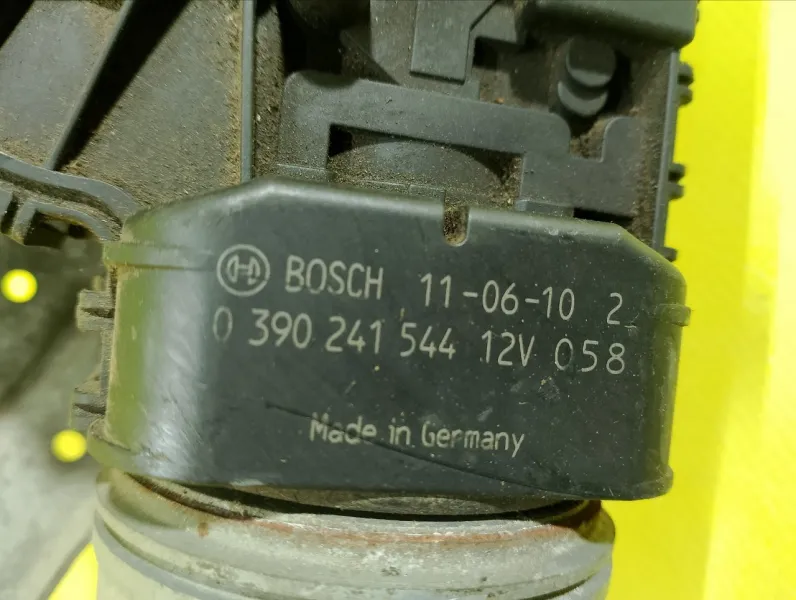 BOSCH 11-06-10 2
0 390 241 544 12V 058
Made in Germany